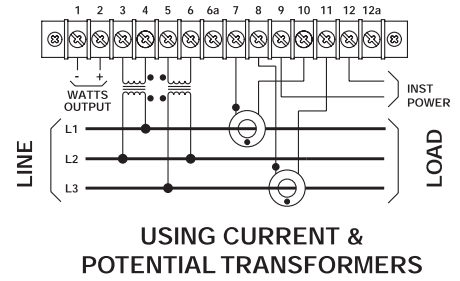 1 2 3 4 5 6 6a 7 8 9 10 11 12 12a
- +
WATTS
OUTPUT
INST
POWER
LINE
L1
L2
L3
LOAD
USING CURRENT &
POTENTIAL TRANSFORMERS